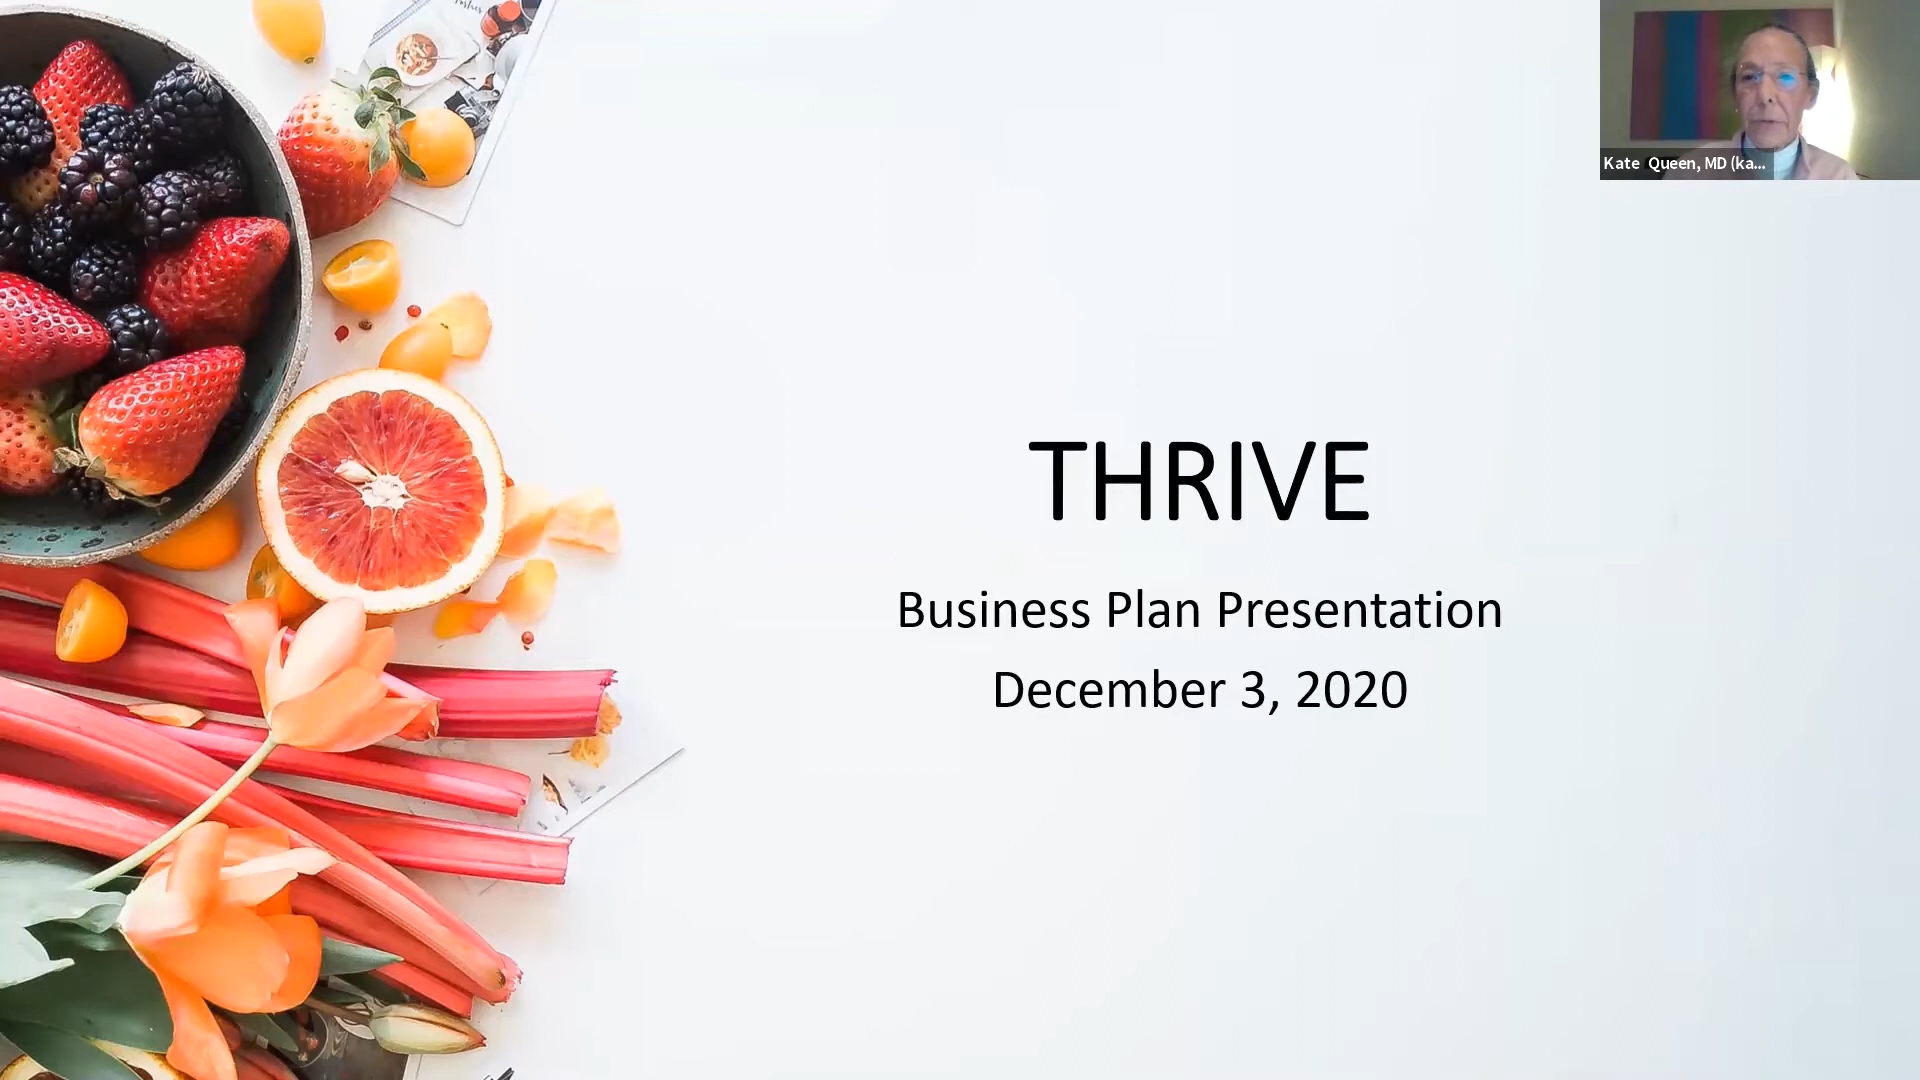 Kate Queen, MD (ka...
THRIVE
Business Plan Presentation
December 3, 2020